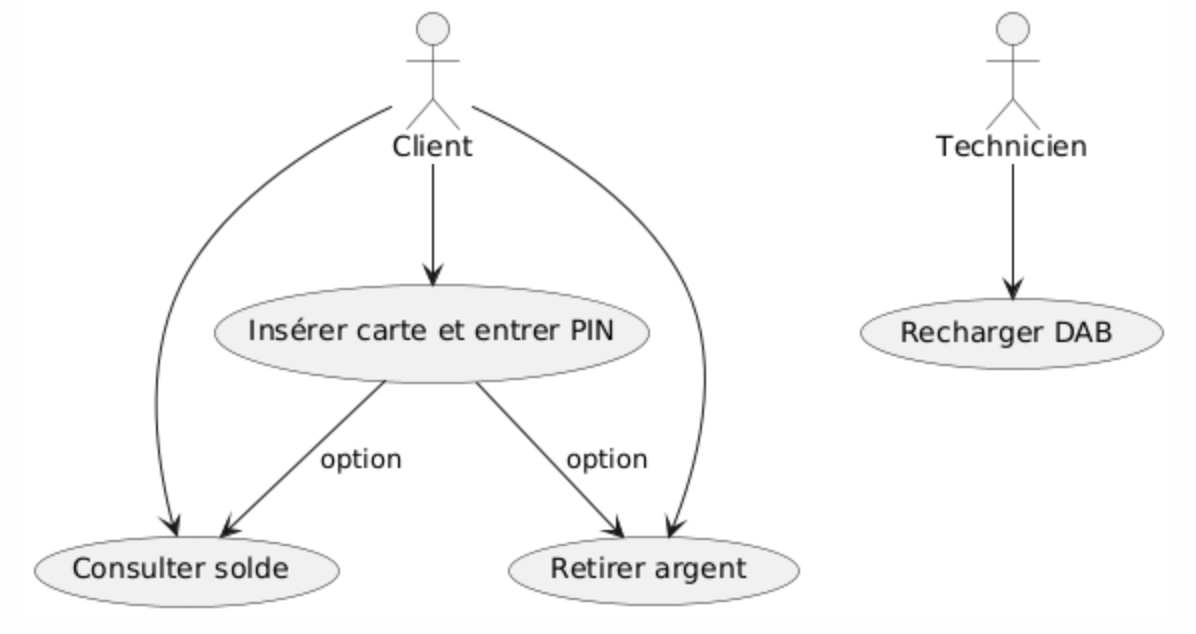 Client
Technicien
Insérer carte et entrer PIN
Recharger DAB
option
option
Consulter solde
Retirer argent